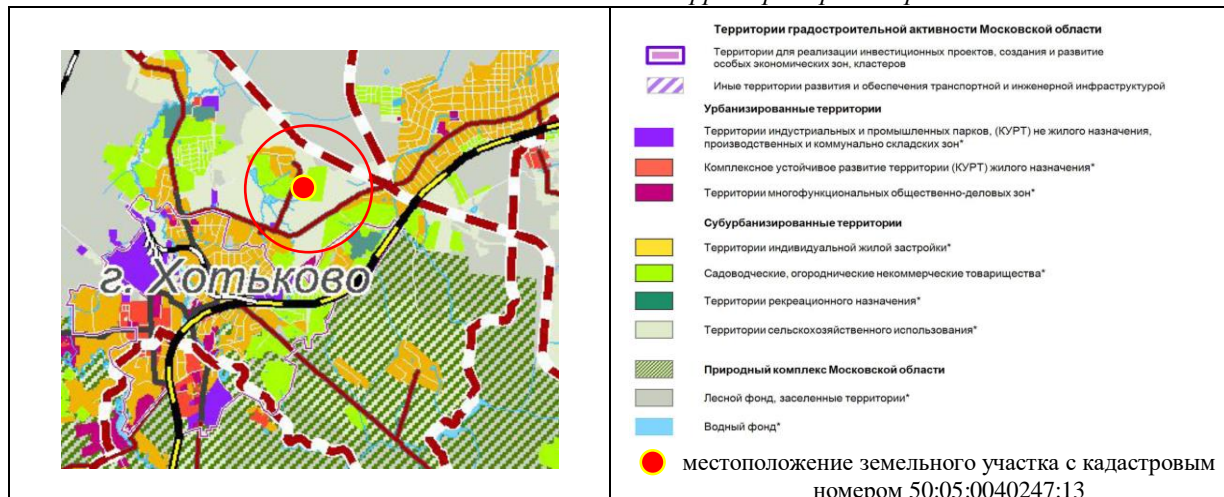 г. Хотьково
Территории градостроительной активности Московской области
Территории для реализации инвестиционных проектов, создания и развитие
особых экономических зон, кластеров
Иные территории развития и обеспечения транспортной и инженерной инфраструктурой
Урбанизированные территории
Территории индустриальных и промышленных парков, (КУРТ) не жилого назначения,
производственных и коммунально складских зон*
Комплексное устойчивое развитие территории (КУРТ) жилого назначения*
Территории многофункциональных общественно-деловых зон*
Субурбанизированные территории
Территории индивидуальной жилой застройки*
Садоводческие, огороднические некоммерческие товарищества*
Территории рекреационного назначения*
Территории сельскохозяйственного использования*
Природный комплекс Московской области
Лесной фонд, заселенные территории*
Водный фонд*
местоположение земельного участка с кадастровым
номером 50:05:0040247:13